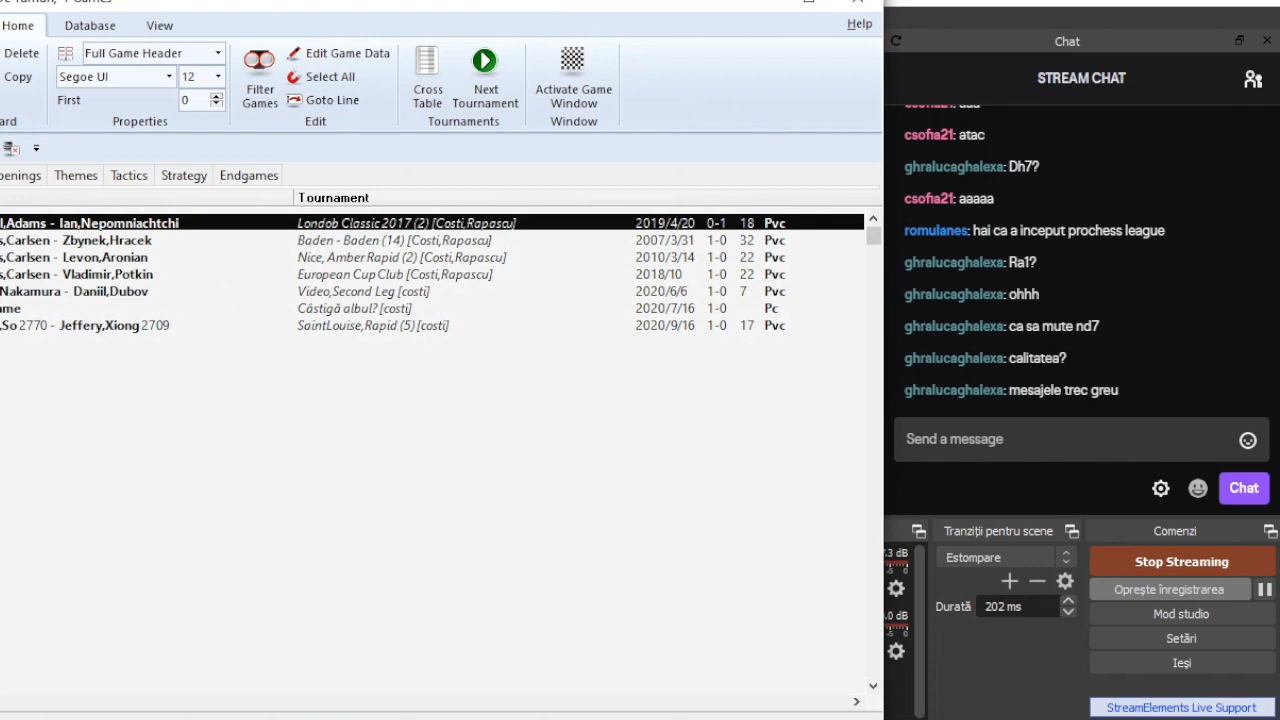 Home Database View
Help
Delete
Copy
Full Game Header
Segoe UI 12
First 0
Properties
Filter Games
Edit Game Data
Select All
Goto Line
Edit
Cross Table
Next Tournament
Tournaments
Activate Game Window
Window
Themes Tactics Strategy Endgames
Tournament
Adams - Ian,Nepomniachtchi Londob Classic 2017 (2) [Costi,Rapascu] 2019/4/20 0-1 18 Pvc
Carlsen - Zbynek,Hracek Baden - Baden (14) [Costi,Rapascu] 2007/3/31 1-0 32 Pvc
Carlsen - Levon,Aronian Nice, Amber Rapid (2) [Costi,Rapascu] 2010/3/14 1-0 22 Pvc
Carlsen - Vladimir,Potkin European Cup Club [Costi,Rapascu] 2018/10 1-0 22 Pvc
Nakamura - Daniil,Dubov Video,Second Leg [costi] 2020/6/6 1-0 7 Pvc
Câstigă albul? [costi] 2020/7/16 1-0 Pc
So 2770 - Jeffery,Xiong 2709 SaintLouise,Rapid (5) [costi] 2020/9/16 1-0 17 Pvc
Chat
STREAM CHAT
csofia21: atac
ghralucaghalexa: Dh7?
csofia21: aaaaa
romulanes: hai ca a inceput prochess league
ghralucaghalexa: Ra1?
ghralucaghalexa: ohhh
ghralucaghalexa: ca sa mute nd7
ghralucaghalexa: calitatea?
ghralucaghalexa: mesajele trec greu
Send a message
Chat
Tranziții pentru scene
Estompare
Durată 202 ms
Comenzi
Stop Streaming
Oprește înregistrarea
Mod studio
Setări
Ieși
StreamElements Live Support